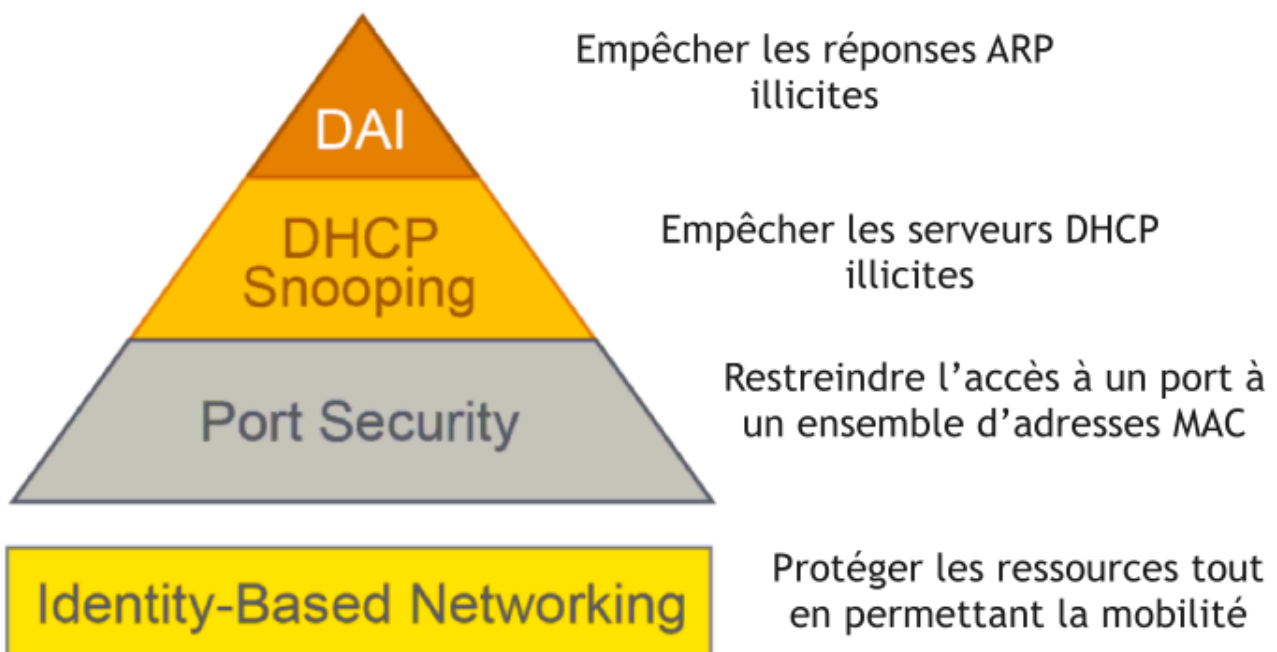 DAI
Empêcher les réponses ARP
illicites
DHCP
Snooping
Empêcher les serveurs DHCP
illicites
Port Security
Restreindre l’accès à un port à
un ensemble d’adresses MAC
Identity-Based Networking
Protéger les ressources tout
en permettant la mobilité